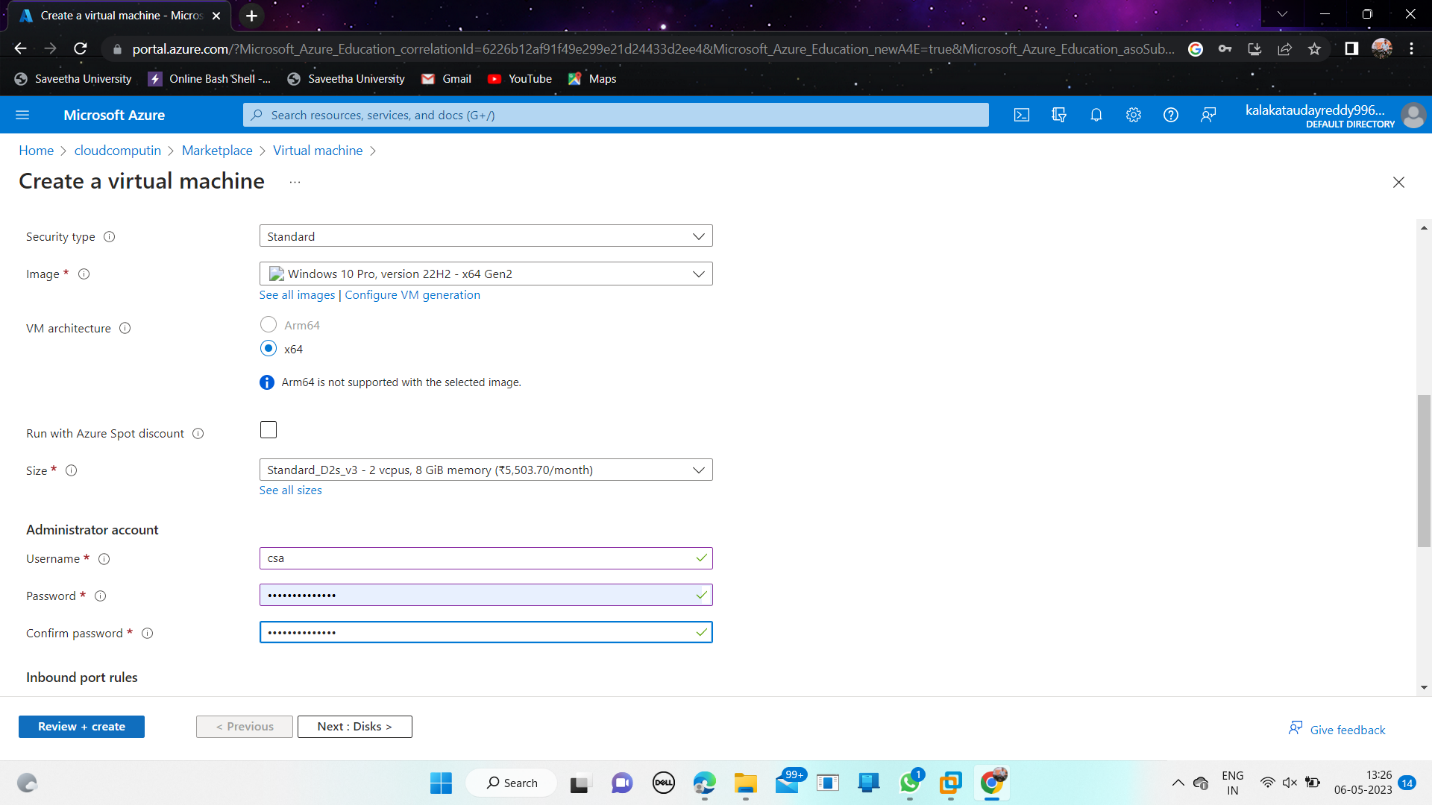 Create a virtual machine - Micros
portal.azure.com/?Microsoft_Azure_Education_correlationId=6226b12af91f49e299e21d24433d2ee4&Microsoft_Azure_Education_newA4E=true&Microsoft_Azure_Education_asoSub...
Saveetha University Online Bash Shell -... Saveetha University Gmail YouTube Maps
Microsoft Azure Search resources, services, and docs (G+/) kalakataudayreddy996...
DEFAULT DIRECTORY
Home > cloudcomputin > Marketplace > Virtual machine >
Create a virtual machine ...
Security type Standard
Image * Windows 10 Pro, version 22H2 - x64 Gen2
See all images | Configure VM generation
VM architecture Arm64
x64
Arm64 is not supported with the selected image.
Run with Azure Spot discount
Size * Standard_D2s_v3 - 2 vcpus, 8 GiB memory (₹5,503.70/month)
See all sizes
Administrator account
Username * csa
Password * ••••••••••••••
Confirm password * ••••••••••••••
Inbound port rules
Review + create < Previous Next : Disks > Give feedback
Search DELL 99+ 1 ENG IN 13:26 06-05-2023 14